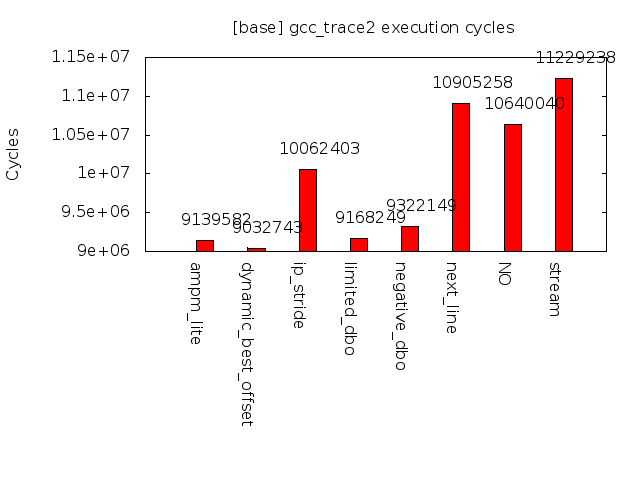 [base] gcc_trace2 execution cycles
Cycles
1.15e+07
1.1e+07
1.05e+07
1e+07
9.5e+06
9e+06
9139582
9032743
10062403
9168249
9322149
10905258
10640040
11229238
ampm_lite
dynamic_best_offset
ip_stride
limited_dbo
negative_dbo
next_line
NO
stream